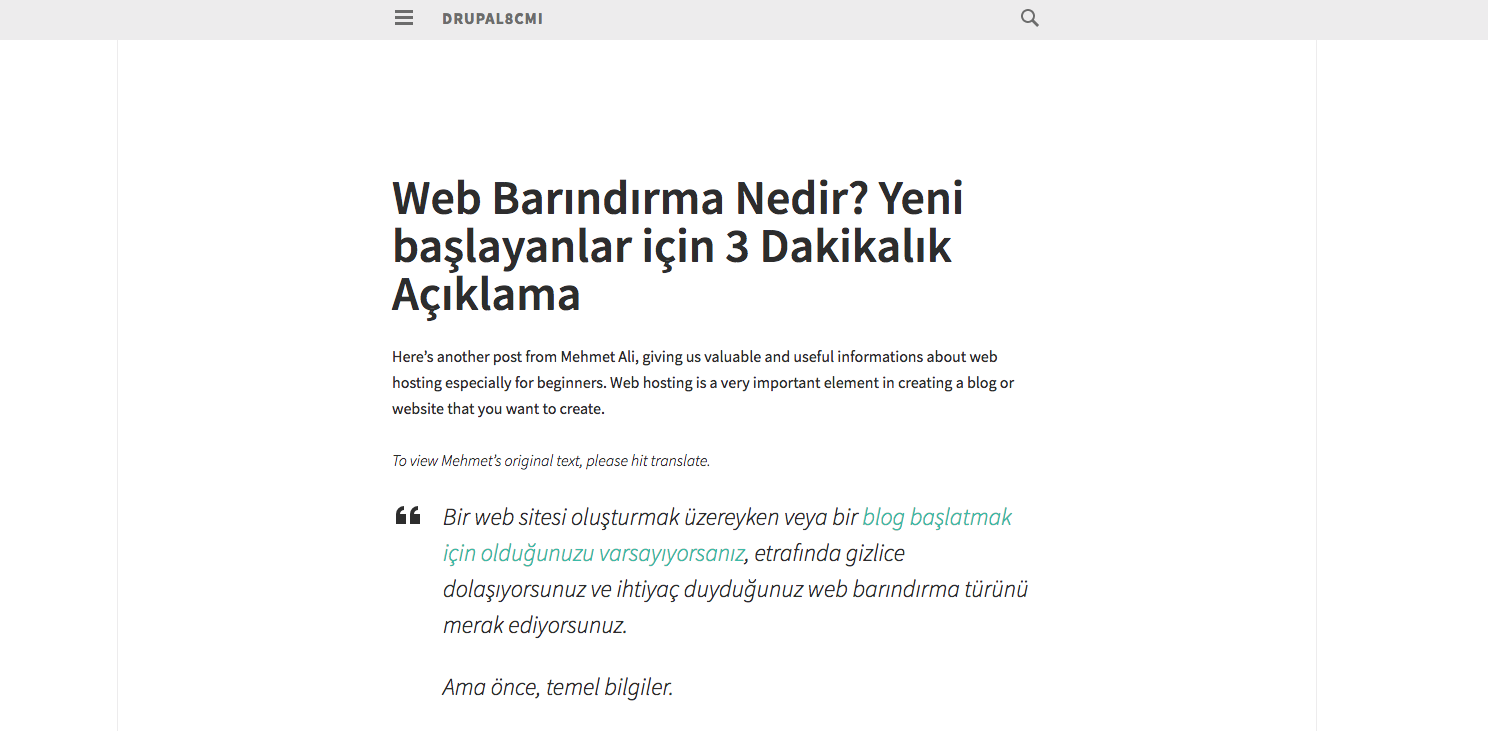 DRUPAL8CMI
Web Barındırma Nedir? Yeni
başlayanlar için 3 Dakikalık
Açıklama
Here’s another post from Mehmet Ali, giving us valuable and useful informations about web
hosting especially for beginners. Web hosting is a very important element in creating a blog or
website that you want to create.
To view Mehmet’s original text, please hit translate.
“ Bir web sitesi oluşturmak üzereyken veya bir blog başlatmak
için olduğunuzu varsayıyorsanız, etrafında gizlice
dolaşıyorsunuz ve ihtiyaç duyduğunuz web barındırma türünü
merak ediyorsunuz.
Ama önce, temel bilgiler.